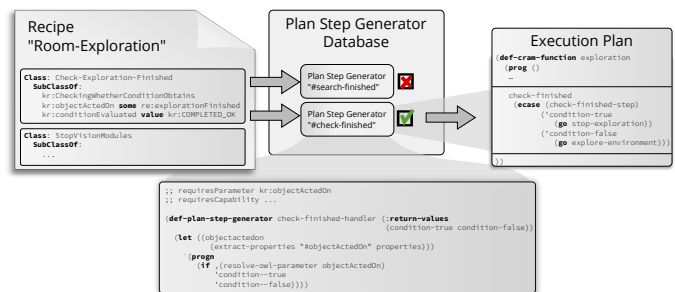 Recipe
"Room-Exploration"
Class: Check-Exploration-Finished
SubClassOf:
kr:CheckingWhetherConditionObtains
kr:objectActedOn some re:explorationFinished
kr:conditionEvaluated value kr:COMPLETED_OK
Class: StopVisionModules
SubClassOf:
...
Plan Step Generator
Database
Plan Step Generator
"#search-finished"
Plan Step Generator
"#check-finished"
Execution Plan
(def-cram-function exploration
(prog ()
…
check-finished
(ecase (check-finished-step)
('condition-true
(go stop-exploration))
('condition-false
(go explore-environment)))
))
;; requiresParameter kr:objectActedOn
;; requiresCapability ...
(def-plan-step-generator check-finished-handler (:return-values
(condition-true condition-false))
(let ((objectactedon
(extract-properties "#objectActedOn" properties)))
`(progn
(if ,(resolve-owl-parameter objectActedOn)
'condition--true
'condition--false))))